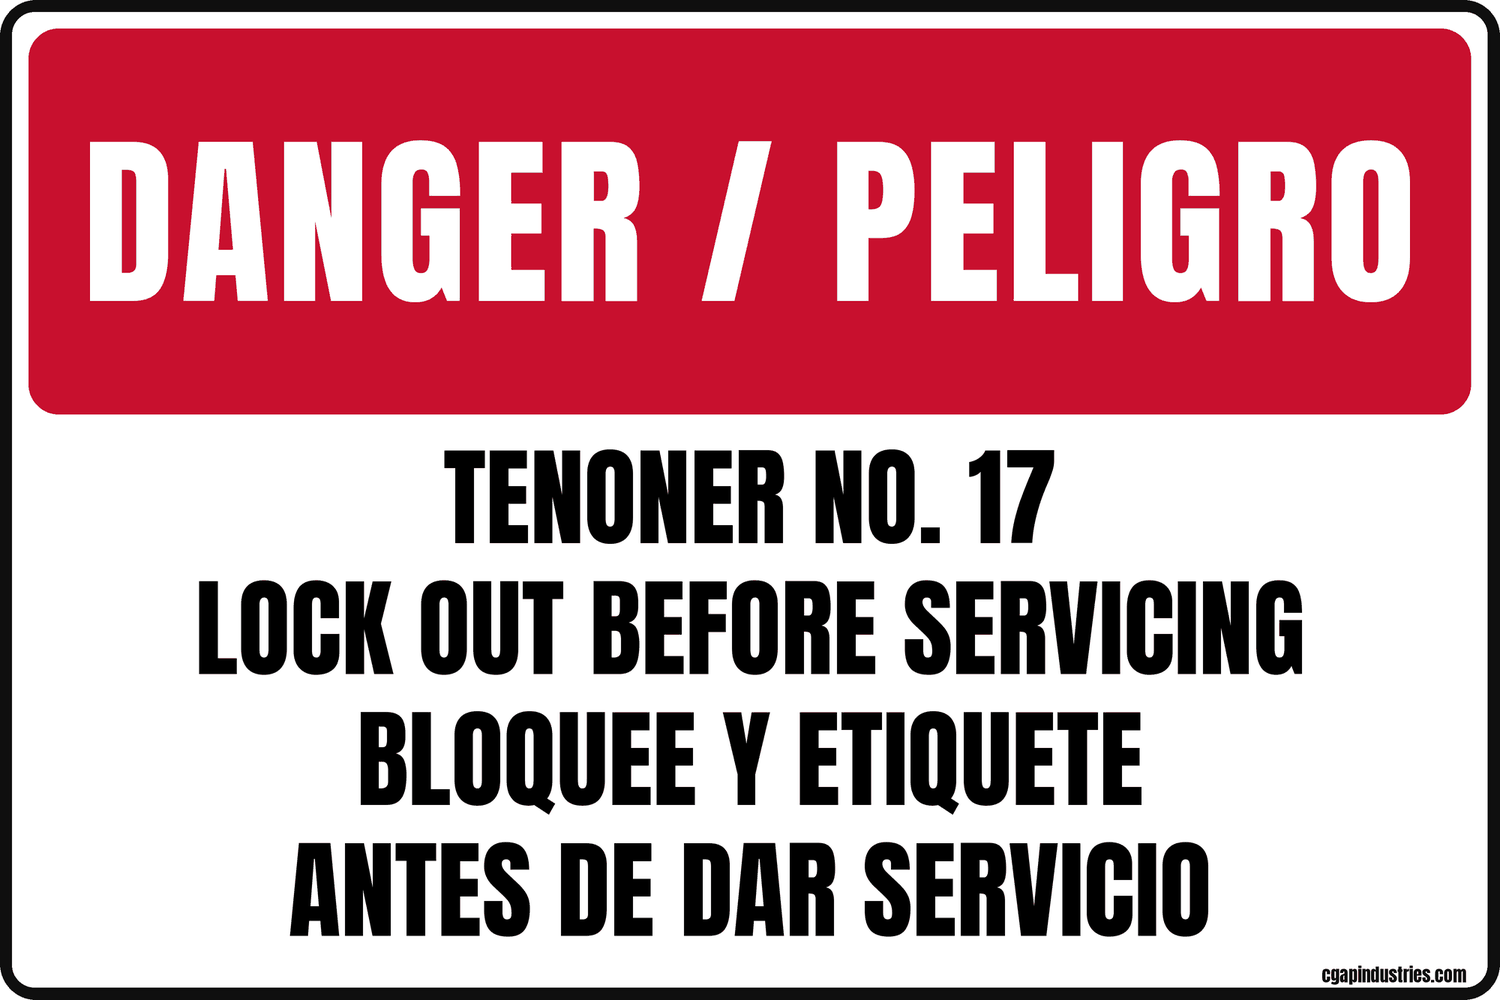 DANGER / PELIGRO
TENONER NO. 17
LOCK OUT BEFORE SERVICING
BLOQUEE Y ETIQUETE
ANTES DE DAR SERVICIO
cgapindustries.com